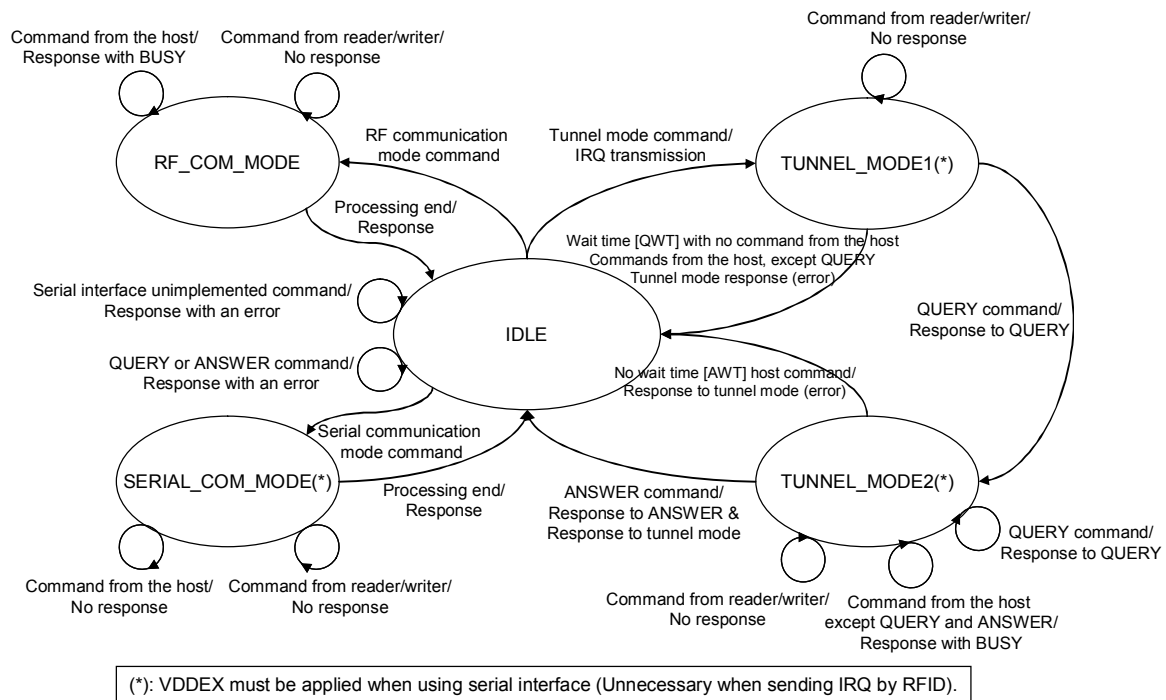 Command from the host/
Response with BUSY
Command from reader/writer/
No response
Command from reader/writer/
No response
RF communication
mode command
Tunnel mode command/
IRQ transmission
RF_COM_MODE
TUNNEL_MODE1(*)
Processing end/
Response
Wait time [QWT] with no command from the host
Commands from the host, except QUERY
Tunnel mode response (error)
Serial interface unimplemented command/
Response with an error
QUERY command/
Response to QUERY
IDLE
QUERY or ANSWER command/
Response with an error
No wait time [AWT] host command/
Response to tunnel mode (error)
Serial communication
mode command
SERIAL_COM_MODE(*)
Processing end/
Response
ANSWER command/
Response to ANSWER &
Response to tunnel mode
TUNNEL_MODE2(*)
QUERY command/
Response to QUERY
Command from the host/
No response
Command from reader/writer/
No response
Command from reader/writer/
No response
Command from the host
except QUERY and ANSWER/
Response with BUSY
(*): VDDEX must be applied when using serial interface (Unnecessary when sending IRQ by RFID).